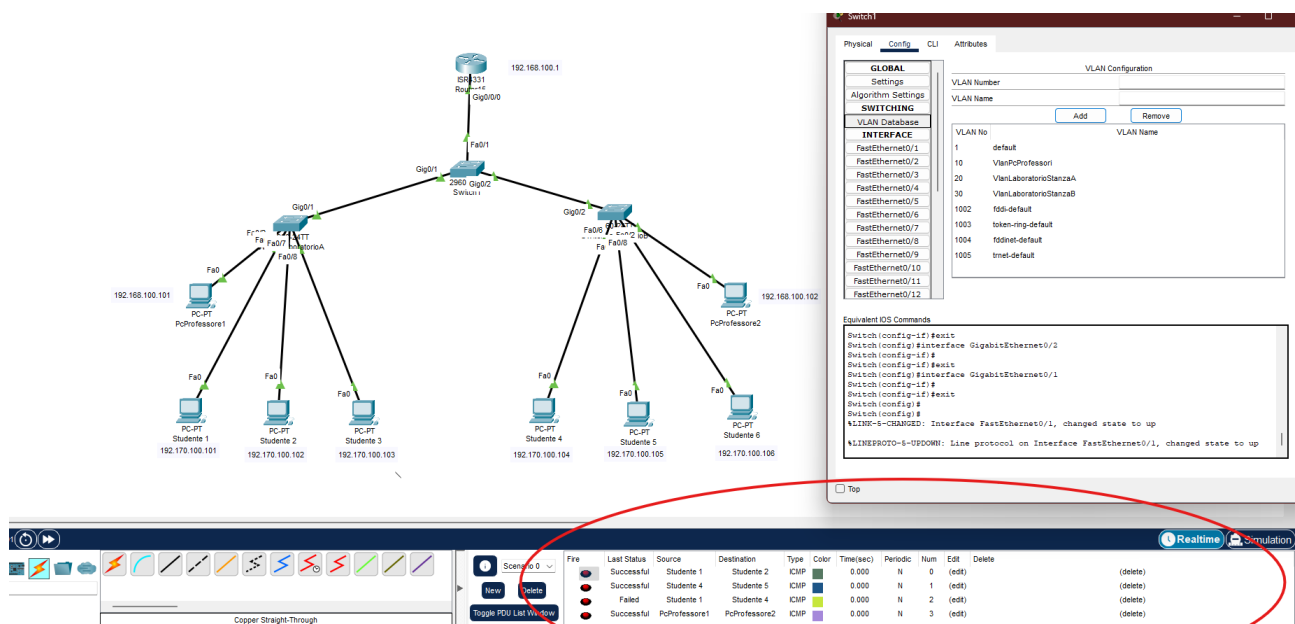 Switch1
Physical Config CLI Attributes
GLOBAL
Settings
Algorithm Settings
SWITCHING
VLAN Database
INTERFACE
FastEthernet0/1
FastEthernet0/2
FastEthernet0/3
FastEthernet0/4
FastEthernet0/5
FastEthernet0/6
FastEthernet0/7
FastEthernet0/8
FastEthernet0/9
FastEthernet0/10
FastEthernet0/11
FastEthernet0/12
VLAN Configuration
VLAN Number
VLAN Name
Add Remove
VLAN No VLAN Name
1 default
10 VlanPcProfessori
20 VlanLaboratorioStanzaA
30 VlanLaboratorioStanzaB
1002 fddi-default
1003 token-ring-default
1004 fddinet-default
1005 trnet-default
Equivalent IOS Commands
Switch(config-if)#exit
Switch(config)#interface GigabitEthernet0/2
Switch(config-if)#
Switch(config-if)#exit
Switch(config)#interface GigabitEthernet0/1
Switch(config-if)#
Switch(config-if)#exit
Switch(config)#
Switch(config)#
%LINK-5-CHANGED: Interface FastEthernet0/1, changed state to up
%LINEPROTO-5-UPDOWN: Line protocol on Interface FastEthernet0/1, changed state to up
Top
192.168.100.1
Gig0/0/0
Fa0/1
Gig0/1
2960 Gig0/2
Switch1
Gig0/1
Gig0/2
Fa0/7
Fa0/8
Fa0/6
Fa0/2
Fa0/8
Fa0
192.168.100.101
PC-PT
PcProfessore1
Fa0
192.168.100.102
PC-PT
PcProfessore2
Fa0
PC-PT
Studente 1
192.170.100.101
Fa0
PC-PT
Studente 2
192.170.100.102
Fa0
PC-PT
Studente 3
192.170.100.103
Fa0
PC-PT
Studente 4
192.170.100.104
Fa0
PC-PT
Studente 5
192.170.100.105
Fa0
PC-PT
Studente 6
192.170.100.106
Realtime Simulation
Scenario 0
New Delete
Toggle PDU List Window
Copper Straight-Through
Fire Last Status Source Destination Type Color Time(sec) Periodic Num Edit Delete
Successful Studente 1 Studente 2 ICMP 0.000 N 0 (edit) (delete)
Successful Studente 4 Studente 5 ICMP 0.000 N 1 (edit) (delete)
Failed Studente 1 Studente 4 ICMP 0.000 N 2 (edit) (delete)
Successful PcProfessore1 PcProfessore2 ICMP 0.000 N 3 (edit) (delete)